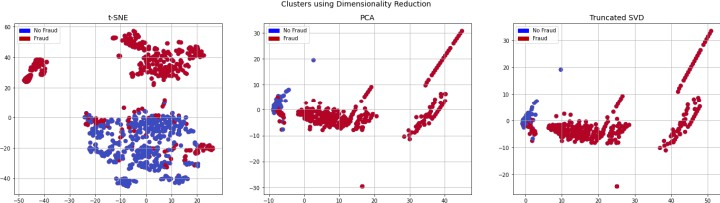 Clusters using Dimensionality Reduction
t-SNE
No Fraud
Fraud
60
40
20
0
−20
−40
−50 −40 −30 −20 −10 0 10 20
PCA
No Fraud
Fraud
30
20
10
0
−10
−20
−30
−10 0 10 20 30 40
Truncated SVD
No Fraud
Fraud
30
20
10
0
−10
−20
0 10 20 30 40 50